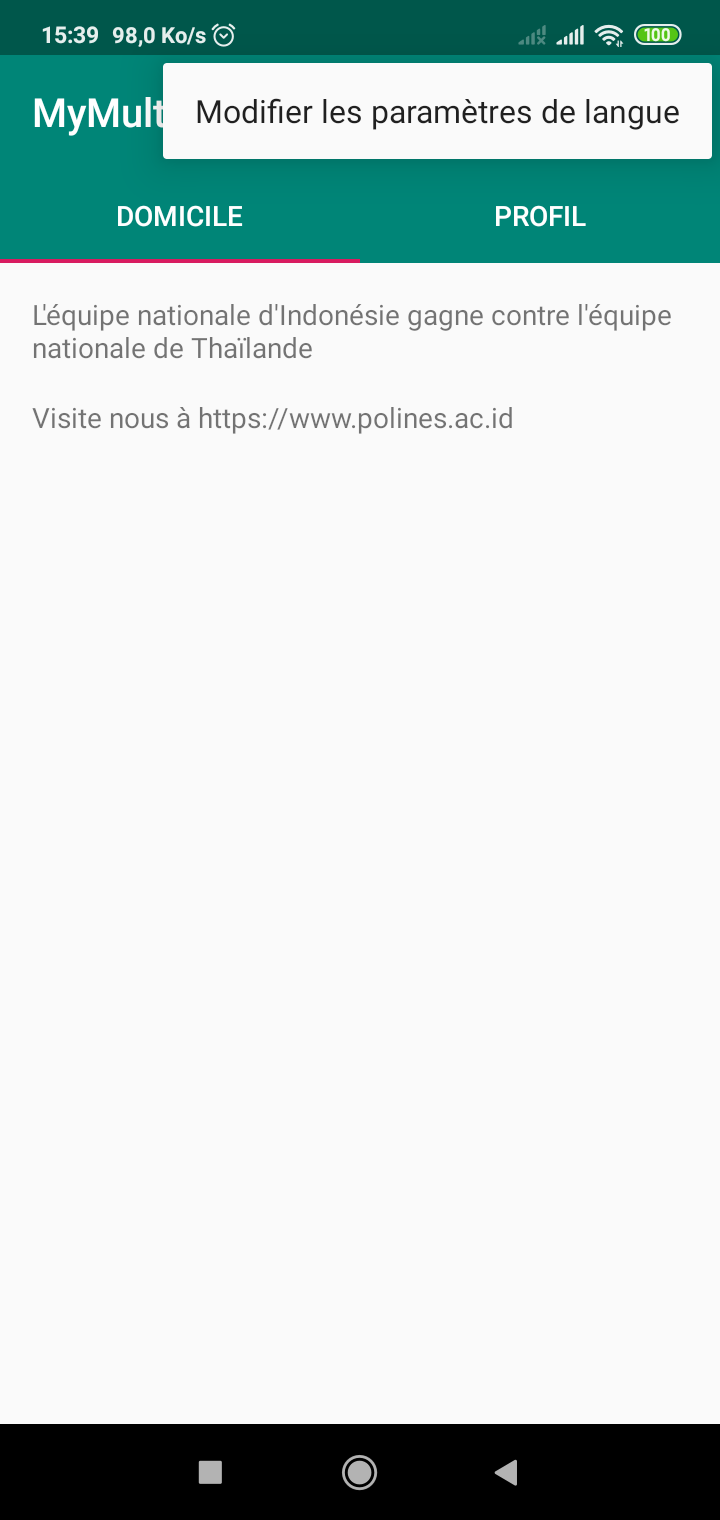 15:39 98,0 Ko/s 100
MyMult
Modifier les paramètres de langue
DOMICILE PROFIL
L'équipe nationale d'Indonésie gagne contre l'équipe
nationale de Thaïlande
Visite nous à https://www.polines.ac.id